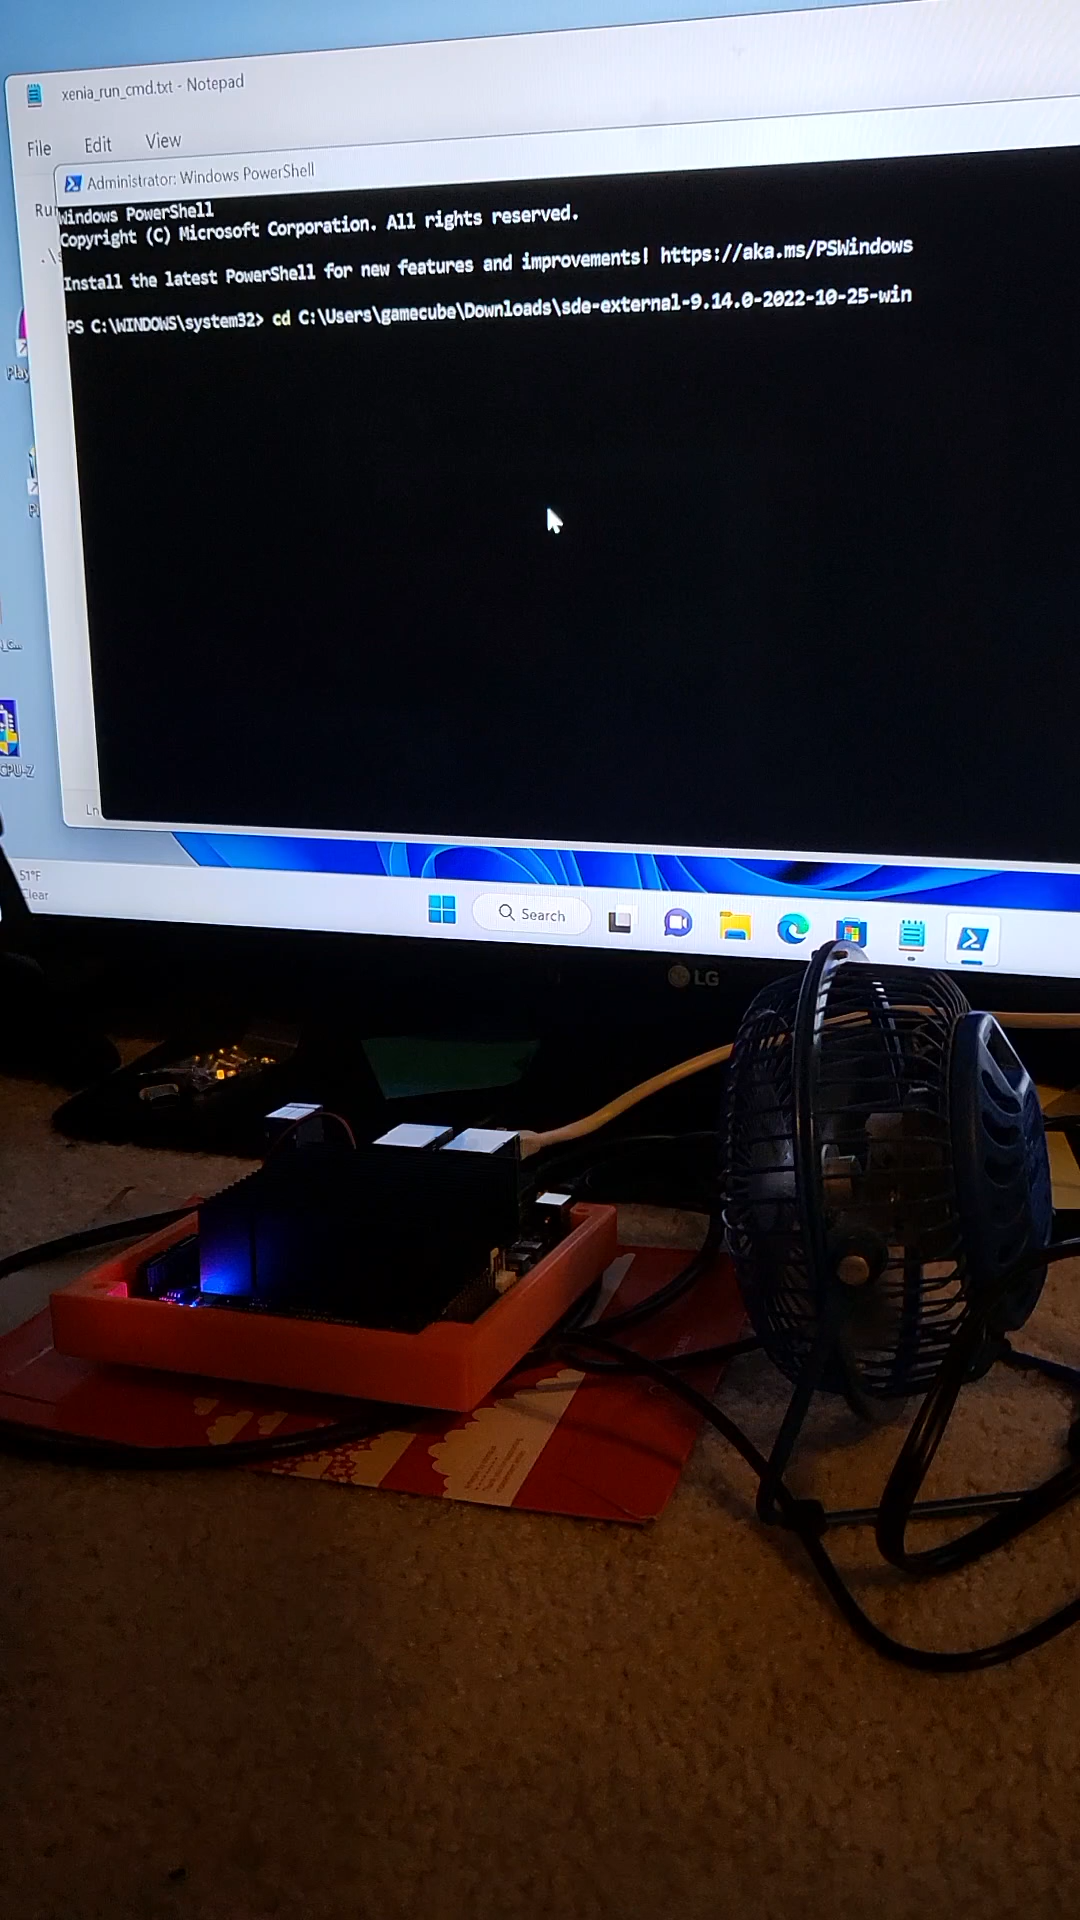 xenia_run_cmd.txt - Notepad
File Edit View
Administrator: Windows PowerShell
Windows PowerShell
Copyright (C) Microsoft Corporation. All rights reserved.
Install the latest PowerShell for new features and improvements! https://aka.ms/PSWindows
PS C:\WINDOWS\system32> cd C:\Users\gamecube\Downloads\sde-external-9.14.0-2022-10-25-win
CPU-Z
51°F
Clear
Search
LG